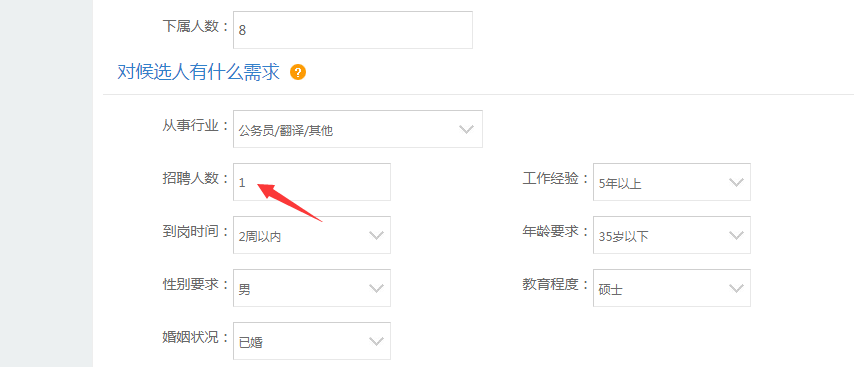 下属人数： 8
对候选人有什么需求 ?
从事行业： 公务员/翻译/其他
招聘人数： 1 工作经验： 5年以上
到岗时间： 2周以内 年龄要求： 35岁以下
性别要求： 男 教育程度： 硕士
婚姻状况： 已婚